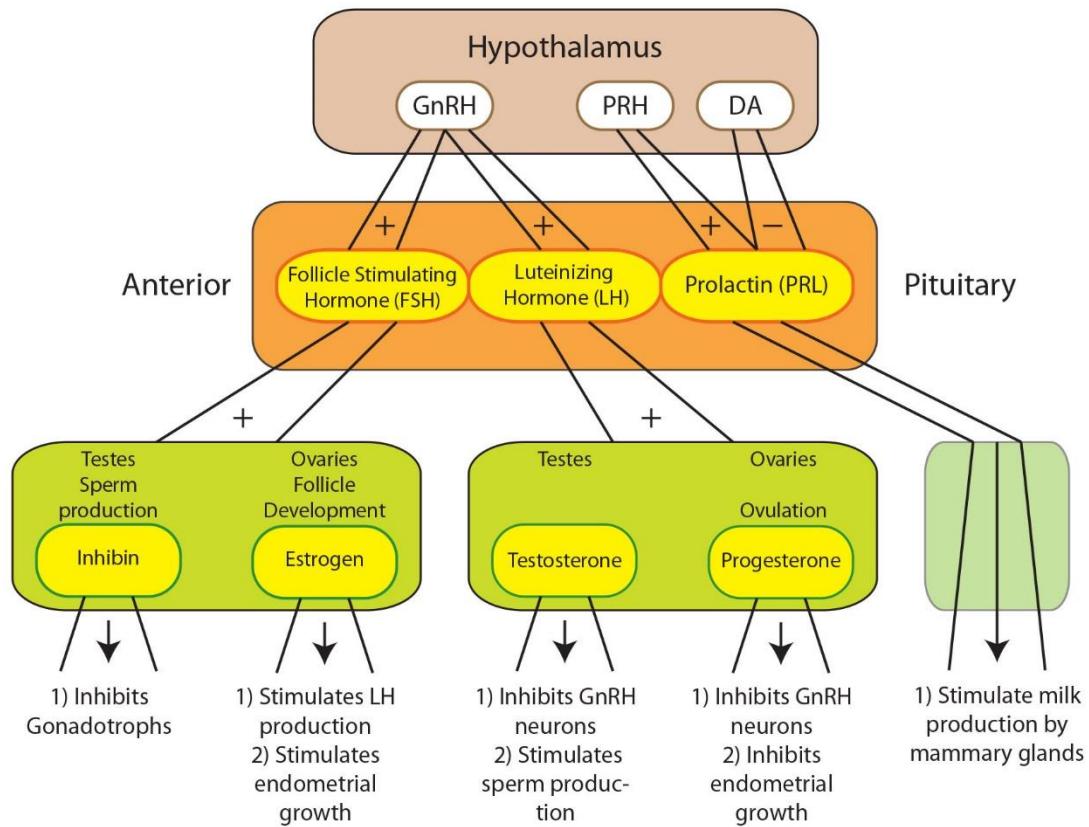 Hypothalamus
GnRH
PRH
DA
+
+
+
−
Anterior
Follicle Stimulating
Hormone (FSH)
Luteinizing
Hormone (LH)
Prolactin (PRL)
Pituitary
+
+
Testes
Sperm
production
Inhibin
Ovaries
Follicle
Development
Estrogen
Testes
Testosterone
Ovaries
Ovulation
Progesterone
1) Inhibits
Gonadotrophs
1) Stimulates LH
production
2) Stimulates
endometrial
growth
1) Inhibits GnRH
neurons
2) Stimulates
sperm produc-
tion
1) Inhibits GnRH
neurons
2) Inhibits
endometrial
growth
1) Stimulate milk
production by
mammary glands